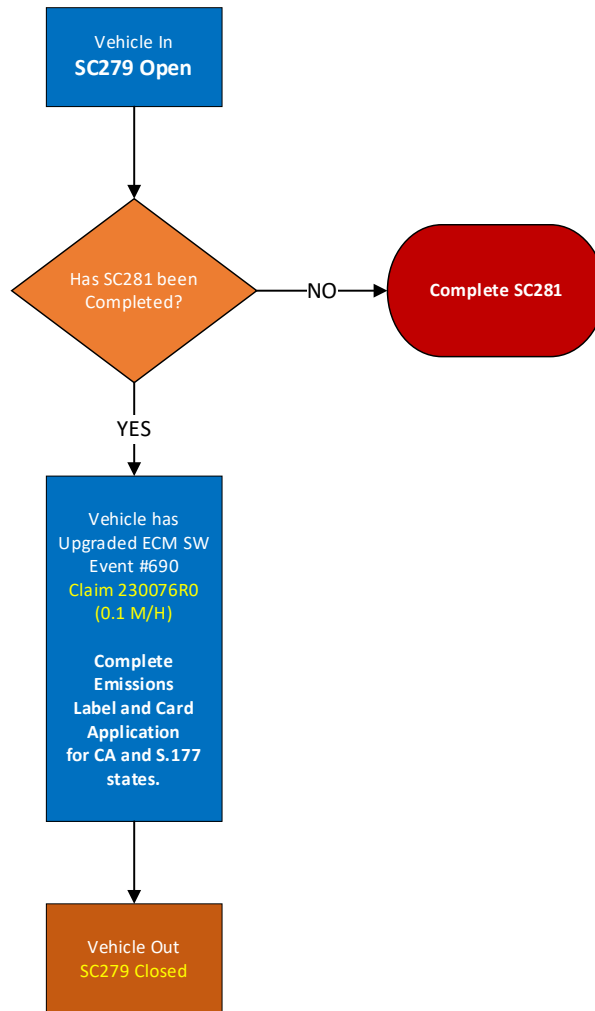 Vehicle In
SC279 Open
Has SC281 been
Completed?
NO
Complete SC281
YES
Vehicle has
Upgraded ECM SW
Event #690
Claim 230076R0
(0.1 M/H)
Complete
Emissions
Label and Card
Application
for CA and S.177
states.
Vehicle Out
SC279 Closed